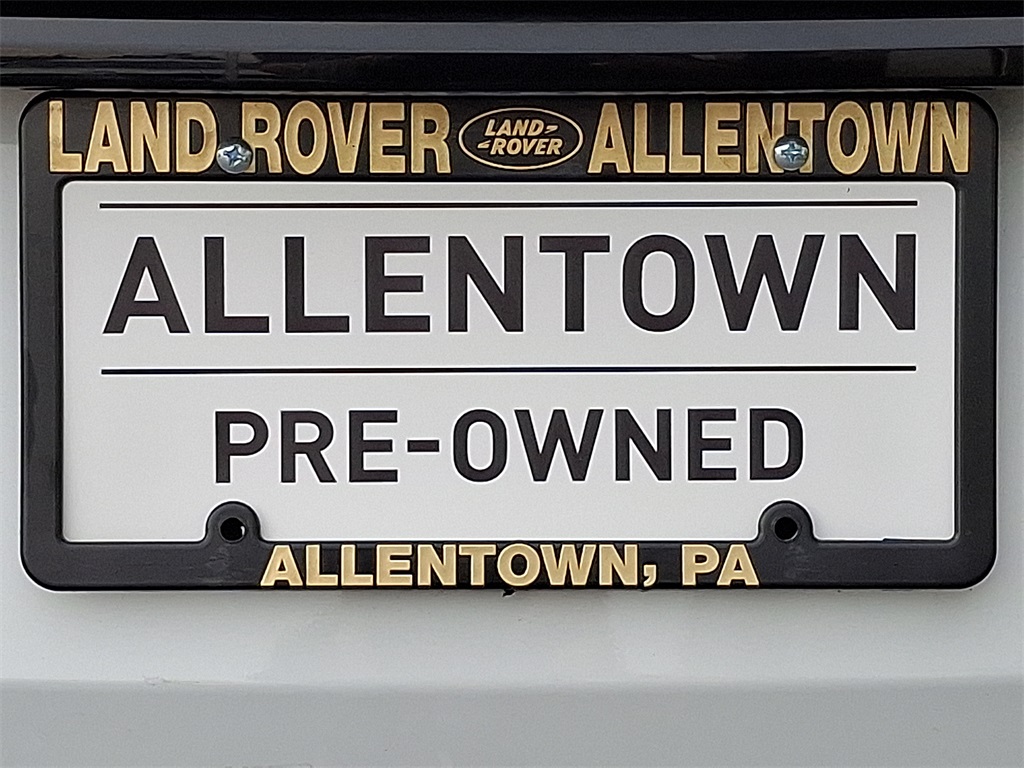 LAND ROVER LAND-ROVER ALLENTOWN
ALLENTOWN
PRE-OWNED
ALLENTOWN, PA